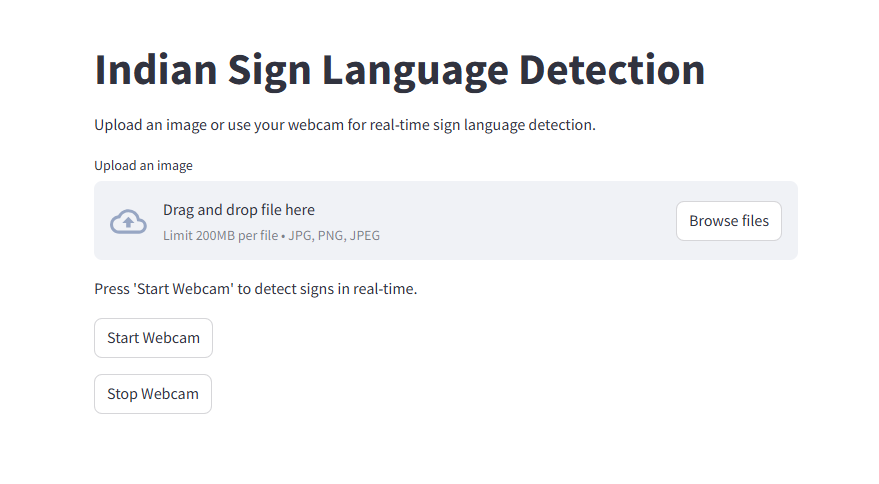 Indian Sign Language Detection
Upload an image or use your webcam for real-time sign language detection.
Upload an image
Drag and drop file here
Limit 200MB per file • JPG, PNG, JPEG
Browse files
Press 'Start Webcam' to detect signs in real-time.
Start Webcam
Stop Webcam